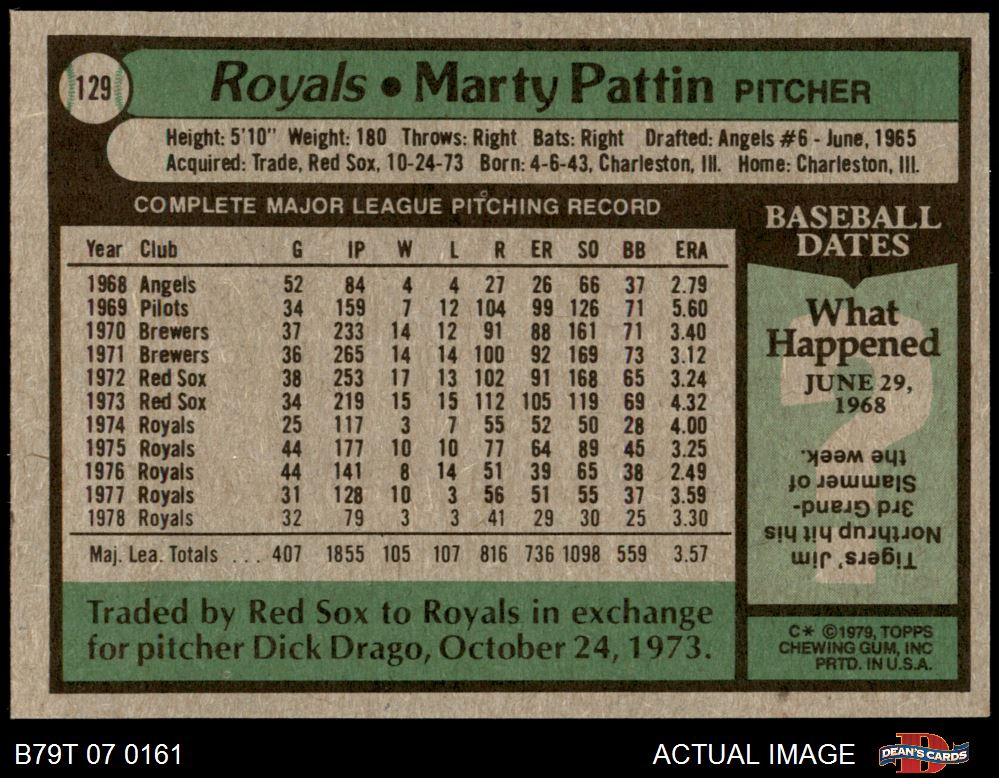 129 Royals • Marty Pattin PITCHER
Height: 5'10" Weight: 180 Throws: Right Bats: Right Drafted: Angels #6 - June, 1965
Acquired: Trade, Red Sox, 10-24-73 Born: 4-6-43, Charleston, Ill. Home: Charleston, Ill.
COMPLETE MAJOR LEAGUE PITCHING RECORD
Year Club G IP W L R ER SO BB ERA
1968 Angels 52 84 4 4 27 26 66 37 2.79
1969 Pilots 34 159 7 12 104 99 126 71 5.60
1970 Brewers 37 233 14 12 91 88 161 71 3.40
1971 Brewers 36 265 14 14 100 92 169 73 3.12
1972 Red Sox 38 253 17 13 102 91 168 65 3.24
1973 Red Sox 34 219 15 15 112 105 119 69 4.32
1974 Royals 25 117 3 7 55 52 50 28 4.00
1975 Royals 44 177 10 10 77 64 89 45 3.25
1976 Royals 44 141 8 14 51 39 65 38 2.49
1977 Royals 31 128 10 3 56 51 55 37 3.59
1978 Royals 32 79 3 3 41 29 30 25 3.30
Maj. Lea. Totals ... 407 1855 105 107 816 736 1098 559 3.57
Traded by Red Sox to Royals in exchange
for pitcher Dick Drago, October 24, 1973.
BASEBALL
DATES
What
Happened
JUNE 29,
1968
Tigers' Jim
Northrup hit his
3rd Grand-
Slammer of
the week.
C* ©1979, TOPPS
CHEWING GUM, INC
PRTD. IN U.S.A.
B79T 07 0161
ACTUAL IMAGE
DEAN'S CARDS